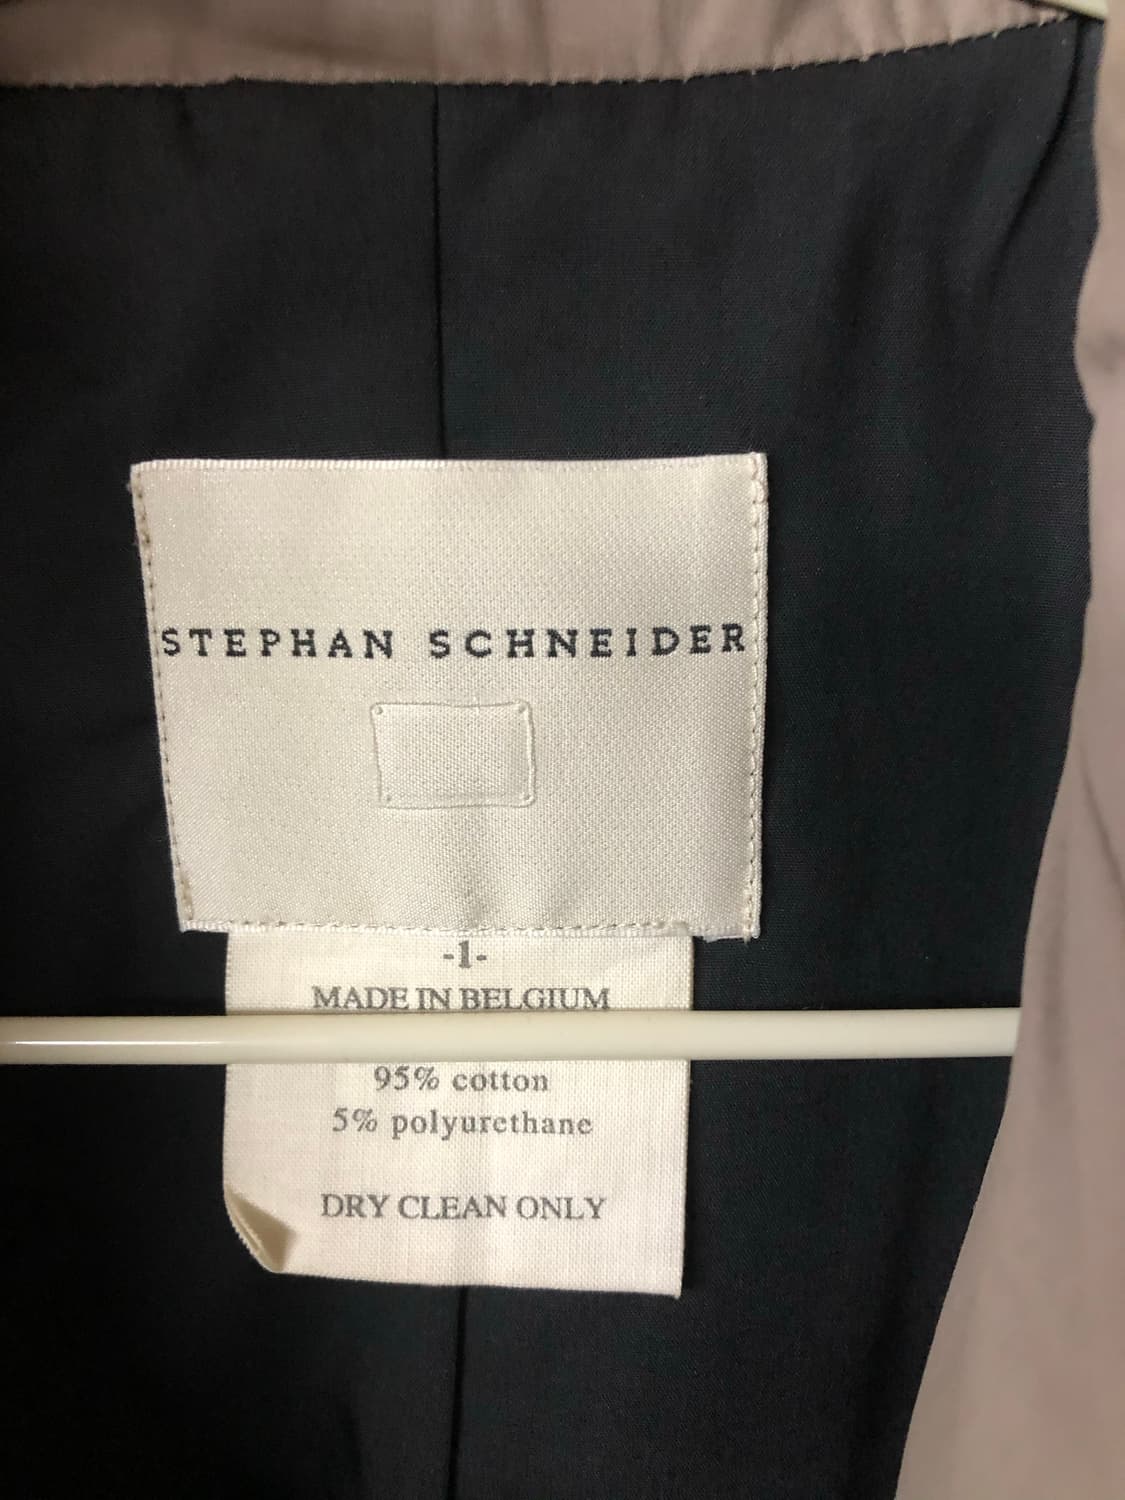 STEPHAN SCHNEIDER
-1-
MADE IN BELGIUM
95% cotton
5% polyurethane
DRY CLEAN ONLY